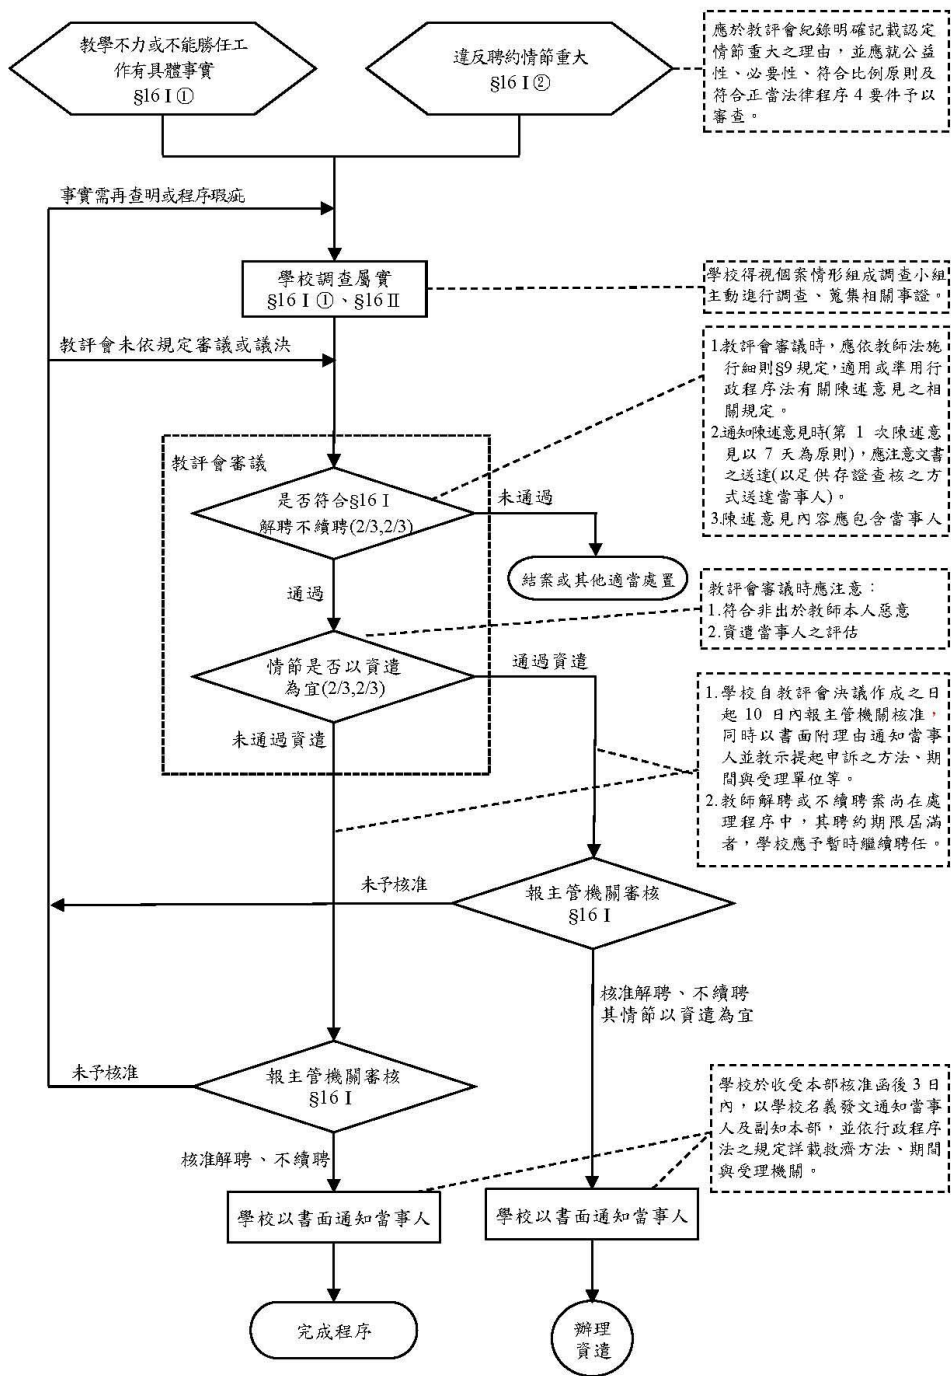 教學不力或不能勝任工
作有具體事實
§16 I ①
違反聘約情節重大
§16 I ②
應於教評會紀錄明確記載認定
情節重大之理由，並應就公益
性、必要性、符合比例原則及
符合正當法律程序 4 要件予以
審查。
事實需再查明或程序瑕疵
學校調查屬實
§16 I ①、§16 II
學校得視個案情形組成調查小組
主動進行調查、蒐集相關事證。
教評會未依規定審議或議決
1.教評會審議時，應依教師法施
行細則§9 規定，適用或準用行
政程序法有關陳述意見之相
關規定。
2.通知陳述意見時(第 1 次陳述意
見以 7 天為原則)，應注意文書
之送達(以足供存證查核之方
式送達當事人)。
3.陳述意見內容應包含當事人
教評會審議
是否符合§16 I
解聘不續聘(2/3,2/3)
未通過
結案或其他適當處置
通過
教評會審議時應注意：
1.符合非出於教師本人惡意
2.資遣當事人之評估
情節是否以資遣
為宜(2/3,2/3)
通過資遣
未通過資遣
1.學校自教評會決議作成之日
起 10 日內報主管機關核准，
同時以書面附理由通知當事
人並教示提起申訴之方法、期
間與受理單位等。
2.教師解聘或不續聘案尚在處
理程序中，其聘約期限屆滿
者，學校應予暫時繼續聘任。
未予核准
報主管機關審核
§16 I
核准解聘、不續聘
其情節以資遣為宜
未予核准
報主管機關審核
§16 I
學校於收受本部核准函後 3 日
內，以學校名義發文通知當事
人及副知本部，並依行政程序
法之規定詳載救濟方法、期間
與受理機關。
核准解聘、不續聘
學校以書面通知當事人
學校以書面通知當事人
完成程序
辦理
資遣